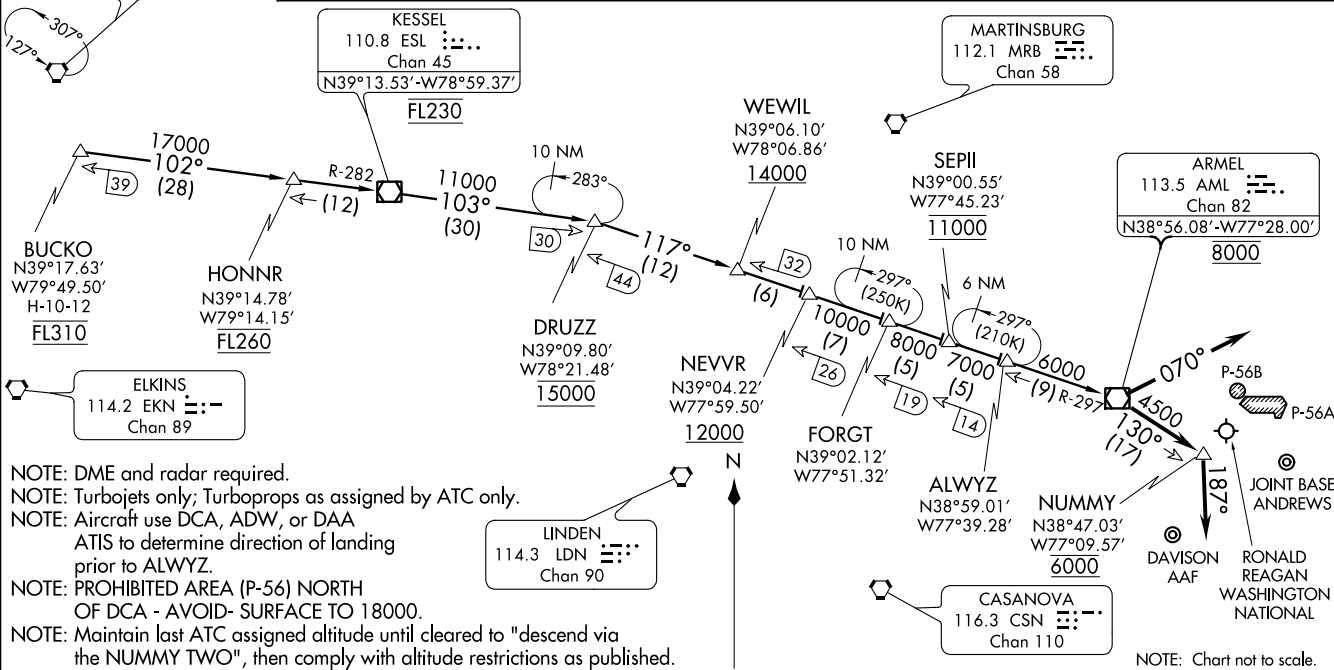 307°
127°
KESSEL
110.8 ESL
Chan 45
N39°13.53'-W78°59.37'
FL230
MARTINSBURG
112.1 MRB
Chan 58
WEWIL
N39°06.10'
W78°06.86'
14000
SEPII
N39°00.55'
W77°45.23'
11000
ARMEL
113.5 AML
Chan 82
N38°56.08'-W77°28.00'
8000
17000
102°
(28)
39
R-282
(12)
11000
103°
(30)
10 NM
283°
30
44
117°
(12)
32
(6)
10 NM
297°
(250K)
10000
(7)
26
8000
(5)
19
6 NM
297°
(210K)
7000
(5)
14
6000
(9)
R-297
070°
4500
130°
(17)
187°
P-56B
P-56A
BUCKO
N39°17.63'
W79°49.50'
H-10-12
FL310
HONNR
N39°14.78'
W79°14.15'
FL260
DRUZZ
N39°09.80'
W78°21.48'
15000
NEVVR
N39°04.22'
W77°59.50'
12000
FORGT
N39°02.12'
W77°51.32'
ALWYZ
N38°59.01'
W77°39.28'
NUMMY
N38°47.03'
W77°09.57'
6000
JOINT BASE
ANDREWS
DAVISON
AAF
RONALD
REAGAN
WASHINGTON
NATIONAL
ELKINS
114.2 EKN
Chan 89
N
LINDEN
114.3 LDN
Chan 90
CASANOVA
116.3 CSN
Chan 110
NOTE: DME and radar required.
NOTE: Turbojets only; Turboprops as assigned by ATC only.
NOTE: Aircraft use DCA, ADW, or DAA
ATIS to determine direction of landing
prior to ALWYZ.
NOTE: PROHIBITED AREA (P-56) NORTH
OF DCA - AVOID- SURFACE TO 18000.
NOTE: Maintain last ATC assigned altitude until cleared to "descend via
the NUMMY TWO", then comply with altitude restrictions as published.
NOTE: Chart not to scale.